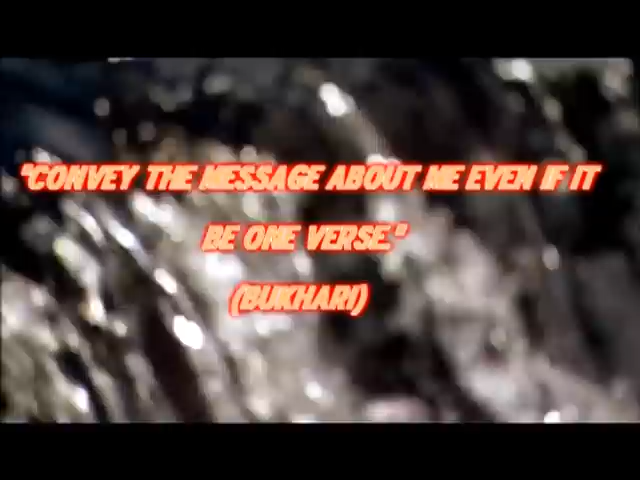 "CONVEY THE MESSAGE ABOUT ME EVEN IF IT
BE ONE VERSE."
(BUKHARI)